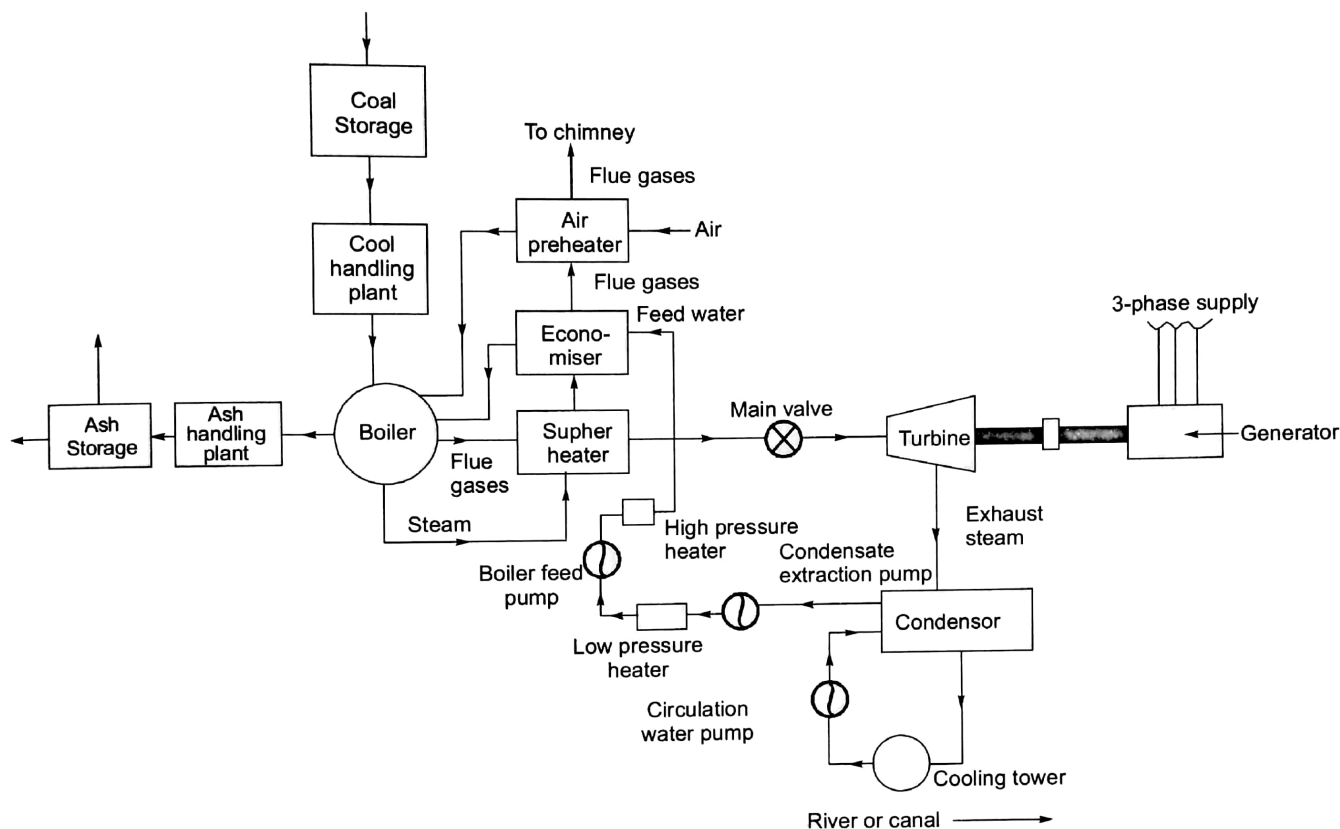 Coal
Storage
To chimney
Flue gases
Air
preheater
Air
Cool
handling
plant
Flue gases
Feed water
Econo-
miser
3-phase supply
Ash
Storage
Ash
handling
plant
Boiler
Flue
gases
Supher
heater
Main valve
Turbine
Generator
Steam
High pressure
heater
Exhaust
steam
Boiler feed
pump
Condensate
extraction pump
Low pressure
heater
Condensor
Circulation
water pump
Cooling tower
River or canal